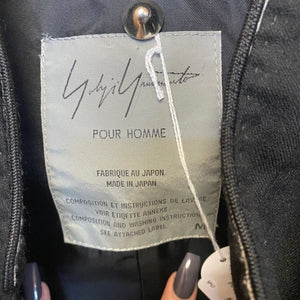 Yohji Yamamoto
POUR HOMME
FABRIQUE AU JAPON
MADE IN JAPAN
COMPOSITION ET INSTRUCTIONS DE LAVAGE
VOIR ETIQUETTE ANNEXE
COMPOSITION AND WASHING INSTRUCTION
SEE ATTACHED LABEL
M